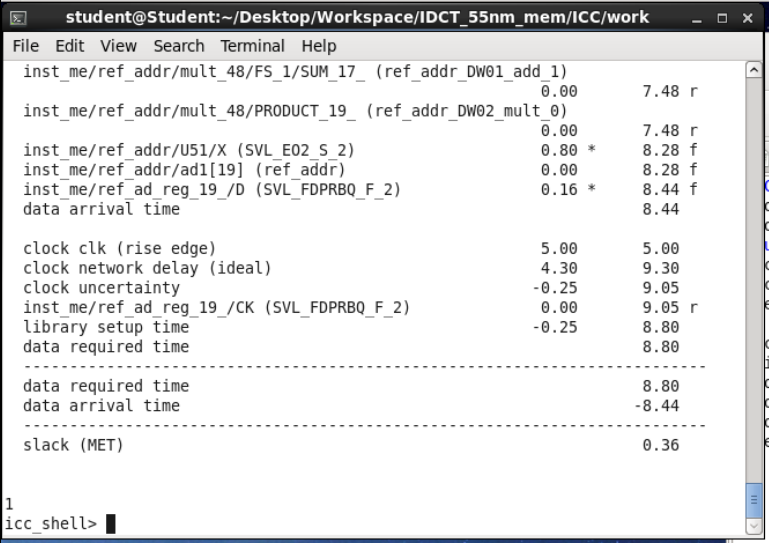 student@Student:~/Desktop/Workspace/IDCT_55nm_mem/ICC/work
File Edit View Search Terminal Help
inst_me/ref_addr/mult_48/FS_1/SUM_17_ (ref_addr_DW01_add_1)
0.00 7.48 r
inst_me/ref_addr/mult_48/PRODUCT_19_ (ref_addr_DW02_mult_0)
0.00 7.48 r
inst_me/ref_addr/U51/X (SVL_EO2_S_2) 0.80 * 8.28 f
inst_me/ref_addr/ad1[19] (ref_addr) 0.00 8.28 f
inst_me/ref_ad_reg_19_/D (SVL_FDPRBQ_F_2) 0.16 * 8.44 f
data arrival time 8.44
clock clk (rise edge) 5.00 5.00
clock network delay (ideal) 4.30 9.30
clock uncertainty -0.25 9.05
inst_me/ref_ad_reg_19_/CK (SVL_FDPRBQ_F_2) 0.00 9.05 r
library setup time -0.25 8.80
data required time 8.80
--------------------------------------------------------------------------
data required time 8.80
data arrival time -8.44
--------------------------------------------------------------------------
slack (MET) 0.36
1
icc_shell>